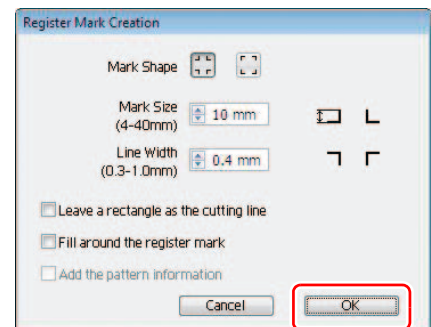 Register Mark Creation
Mark Shape
Mark Size
(4-40mm)
10 mm
Line Width
(0.3-1.0mm)
0.4 mm
Leave a rectangle as the cutting line
Fill around the register mark
Add the pattern information
Cancel
OK